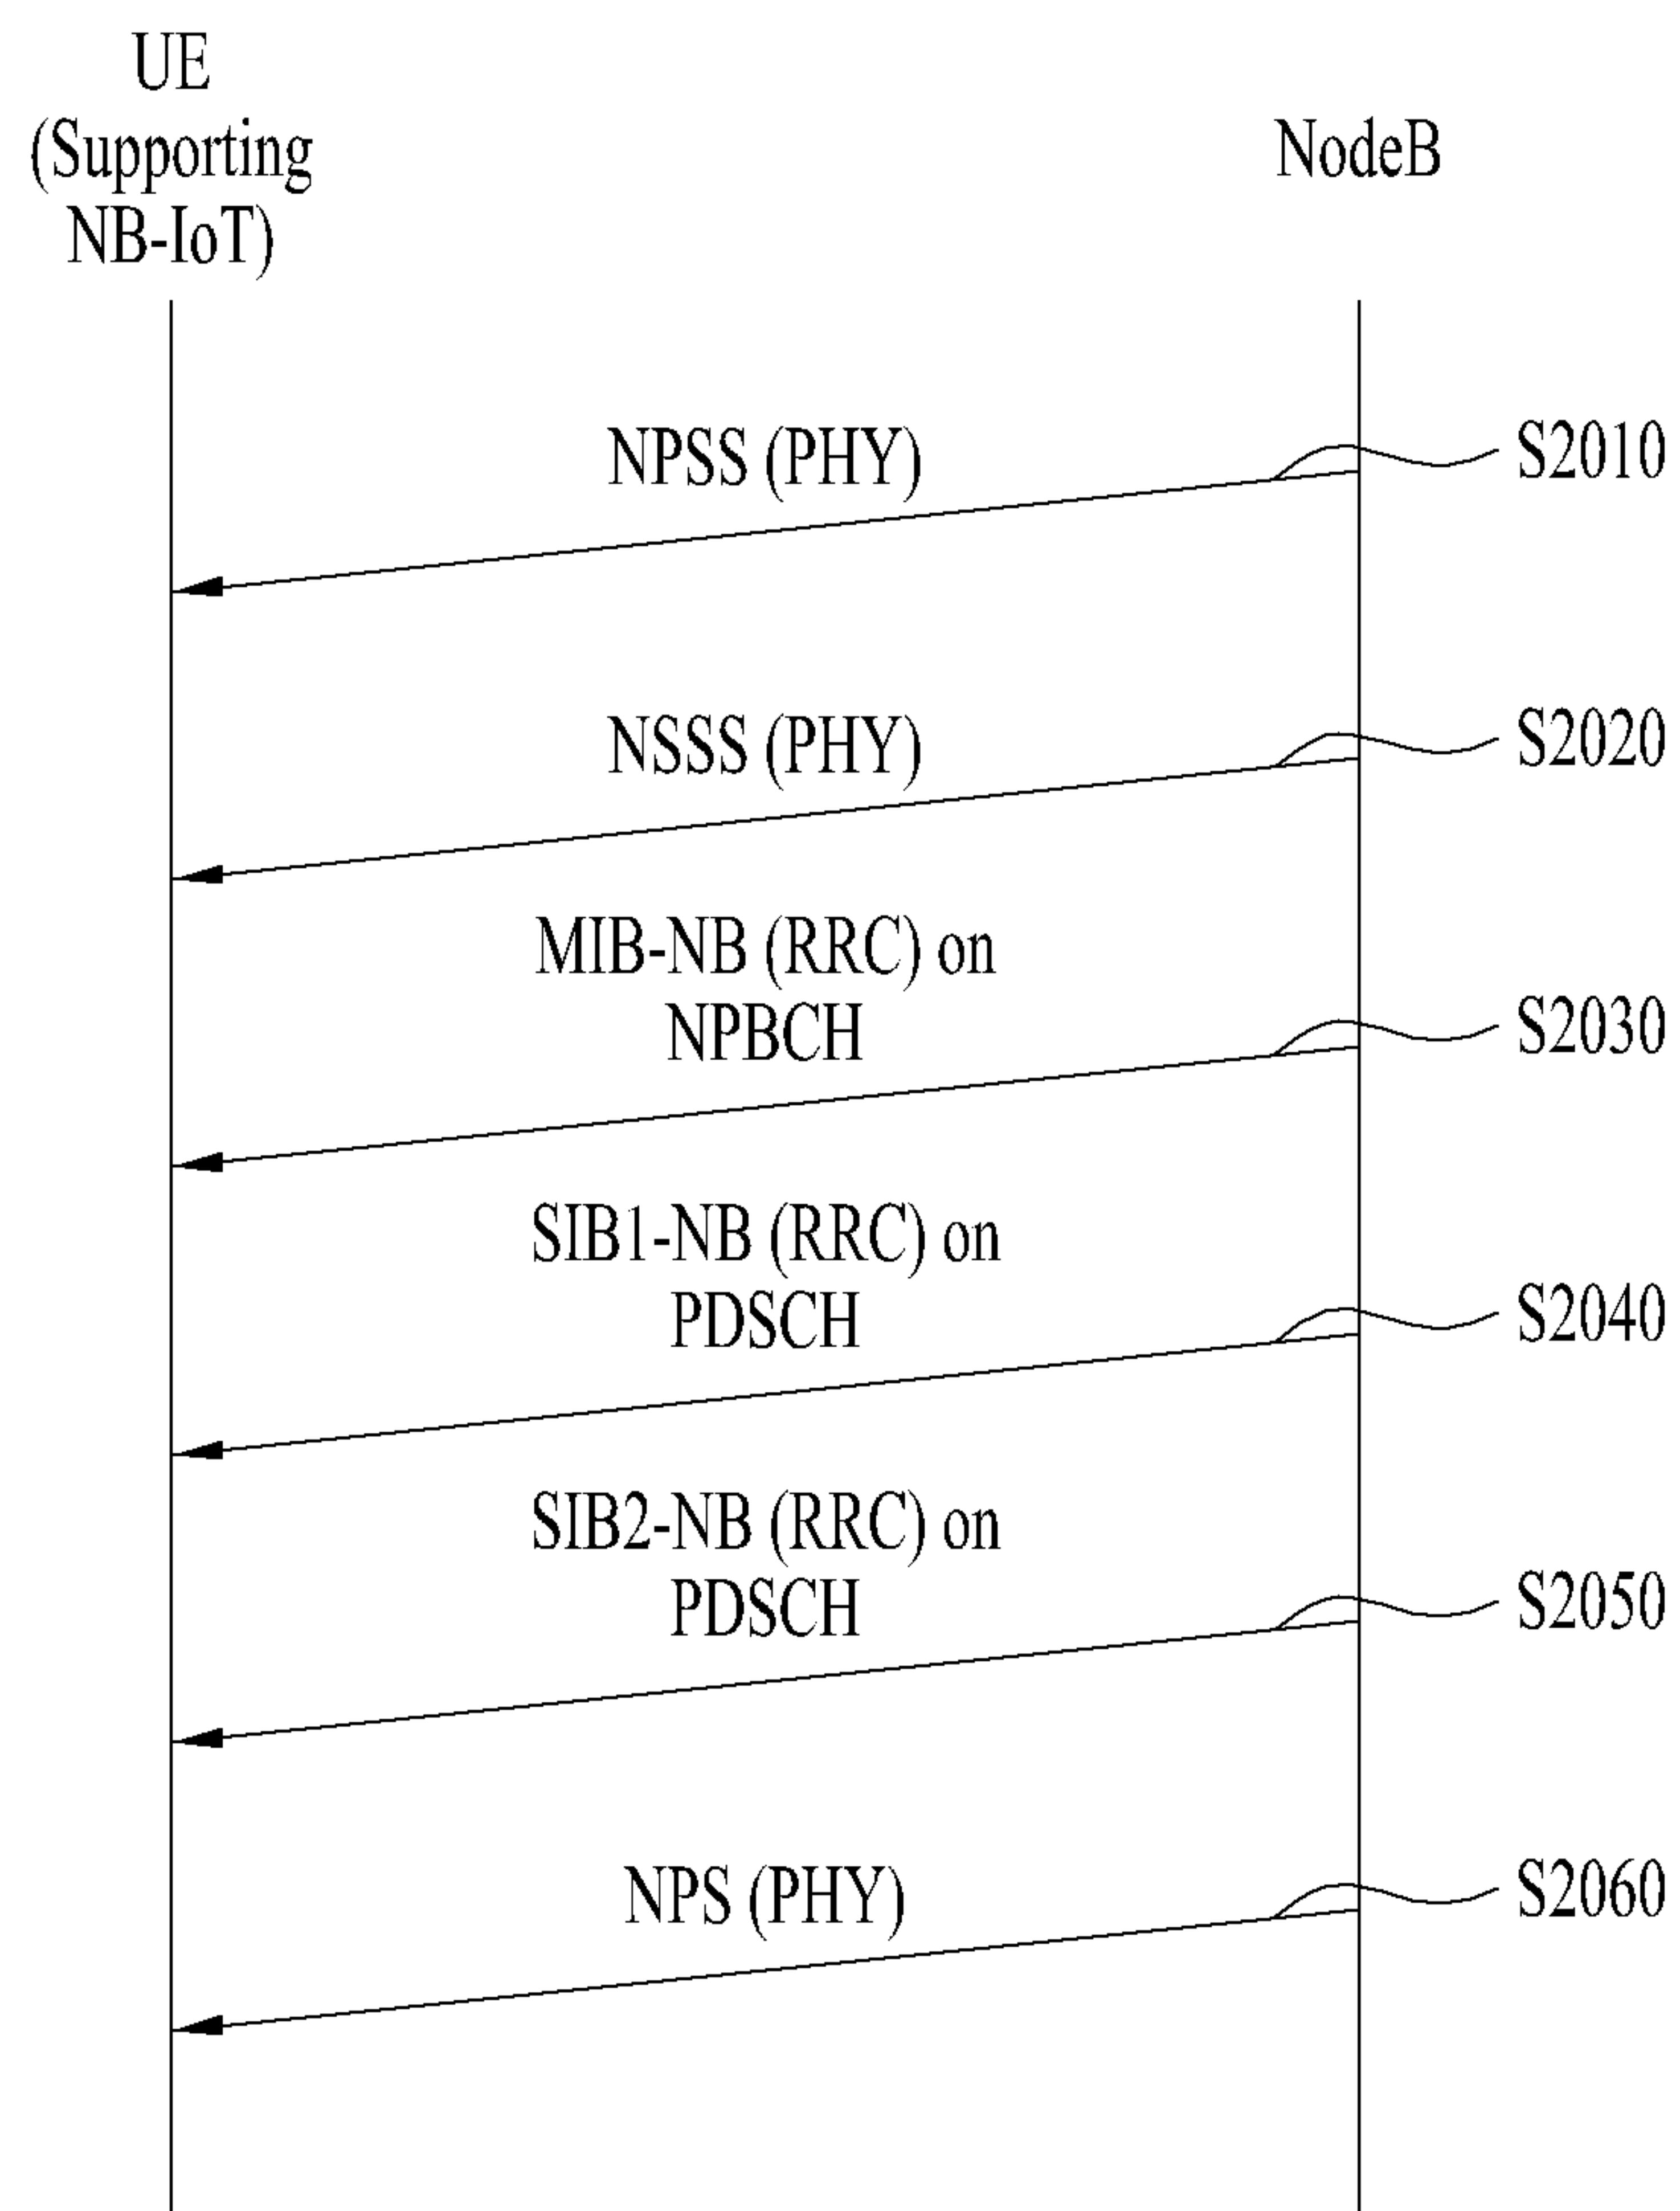 UE
(Supporting
NB-IoT)
NodeB
NPSS (PHY)
S2010
NSSS (PHY)
S2020
MIB-NB (RRC) on
NPBCH
S2030
SIB1-NB (RRC) on
PDSCH
S2040
SIB2-NB (RRC) on
PDSCH
S2050
NPS (PHY)
S2060